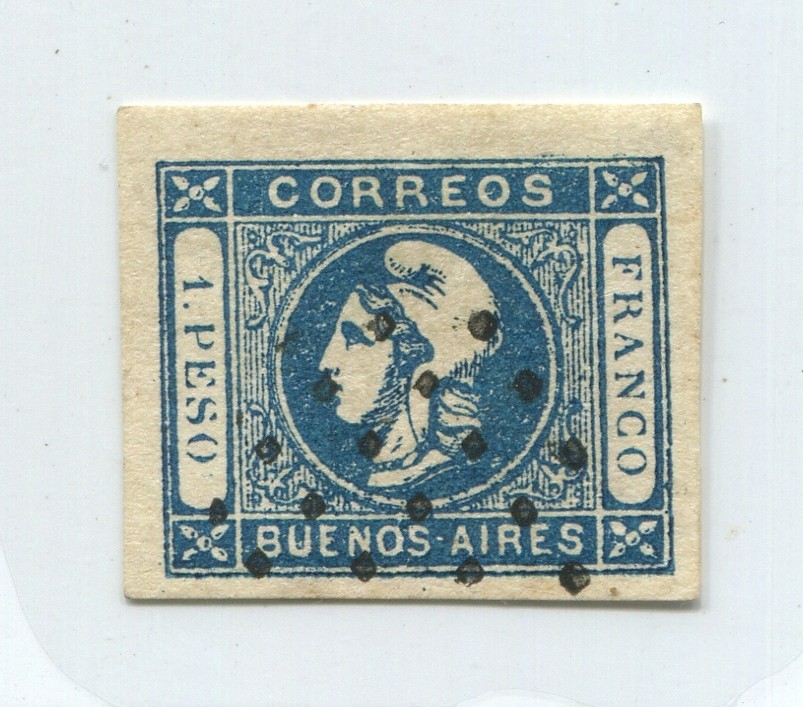 CORREOS
1. PESO
FRANCO
BUENOS-AIRES